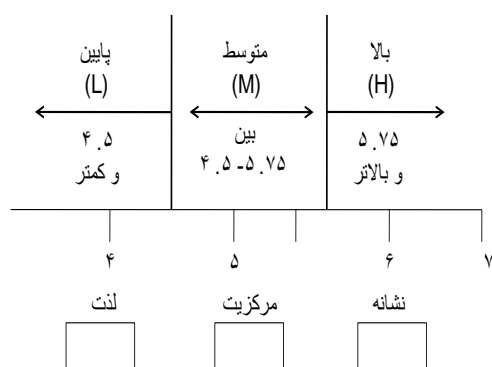 بالا
(H)
۵.۷۵
و بالاتر
متوسط
(M)
بین
۴.۵-۵.۷۵
پایین
(L)
۴.۵
و کمتر
۴
۵
۶
۷
نشانه
مرکزیت
لذت